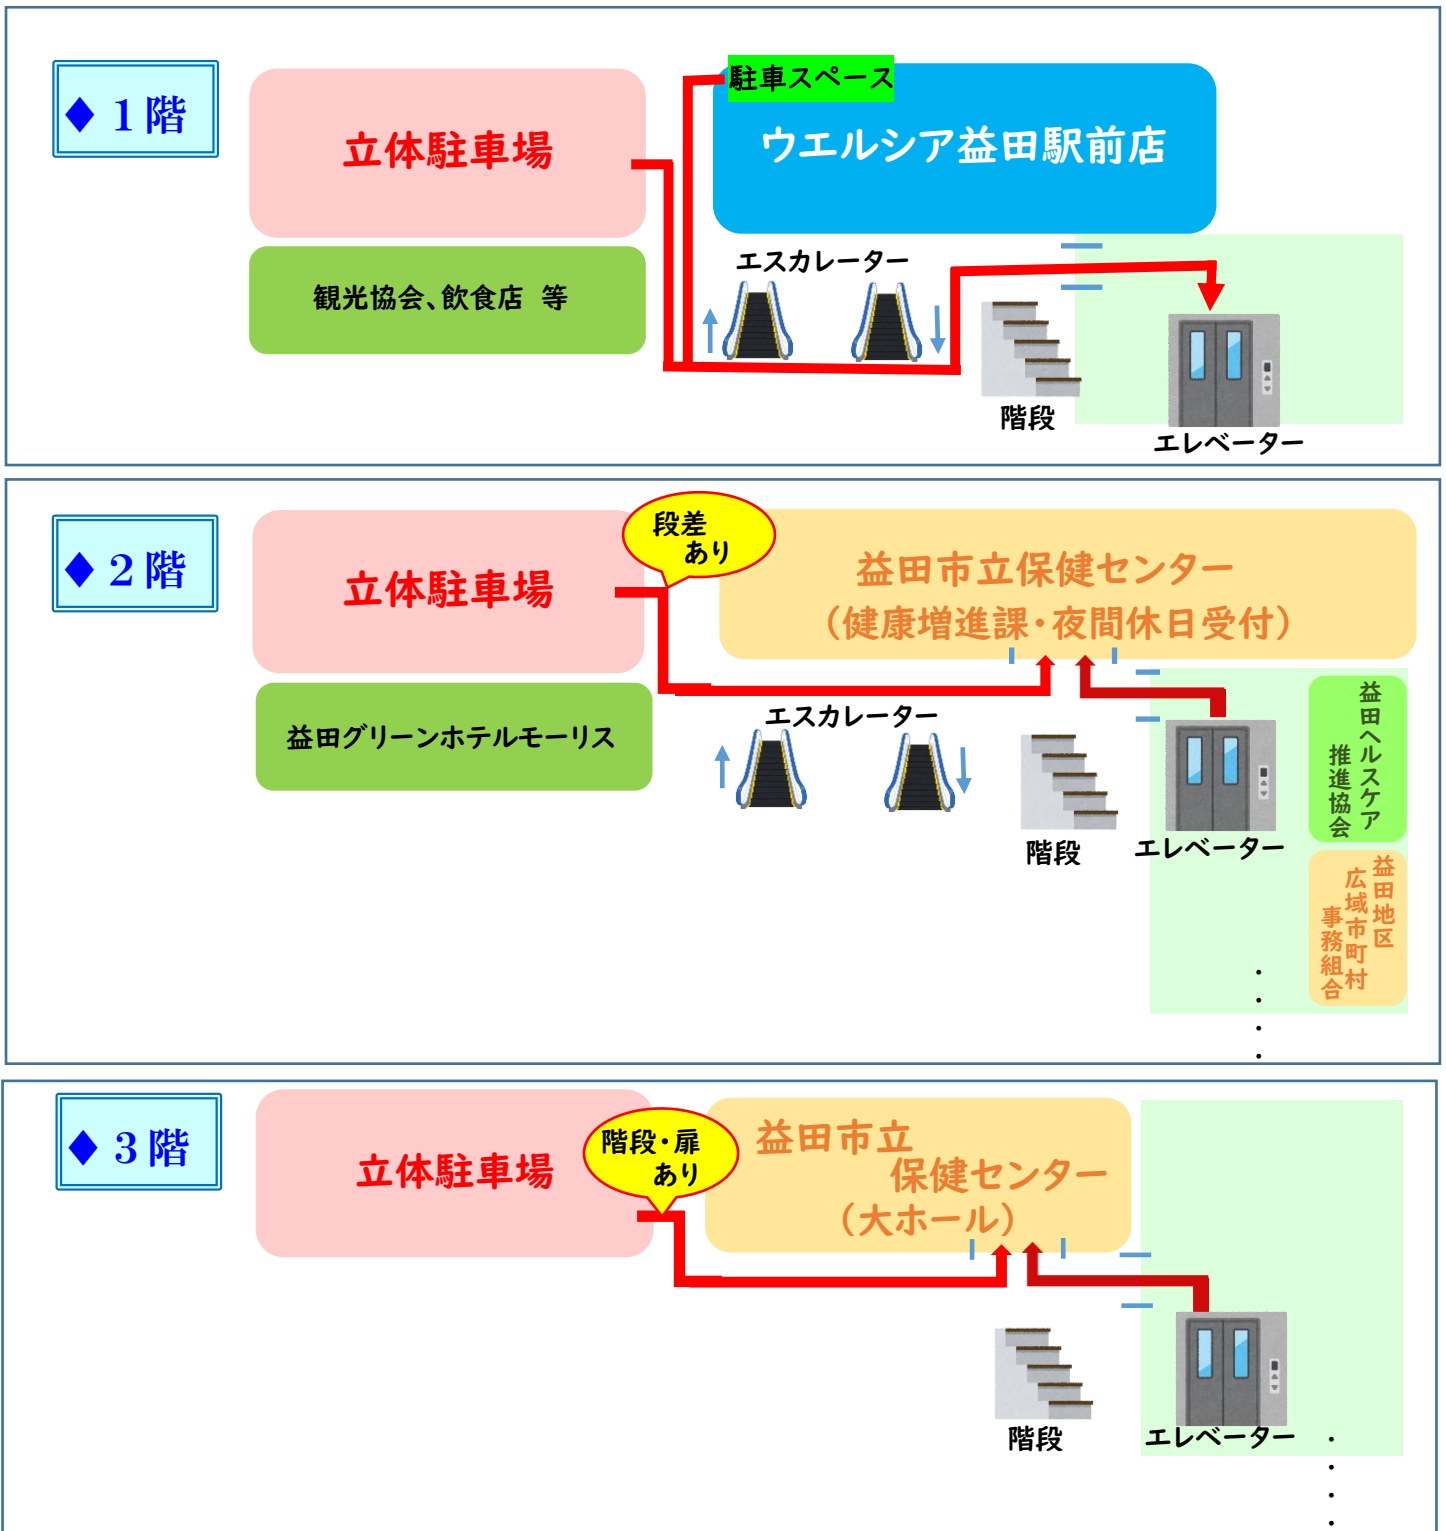 ◆1階
駐車スペース
立体駐車場
ウエルシア益田駅前店
観光協会、飲食店 等
エスカレーター
階段
エレベーター
◆2階
段差
あり
立体駐車場
益田市立保健センター
(健康増進課・夜間休日受付)
益田グリーンホテルモーリス
エスカレーター
階段
エレベーター
益田ヘルスケア
推進協会
益田地区
広域市町村
事務組合
・
・
・
・
◆3階
立体駐車場
階段・扉
あり
益田市立
保健センター
(大ホール)
階段
エレベーター
・
・
・
・